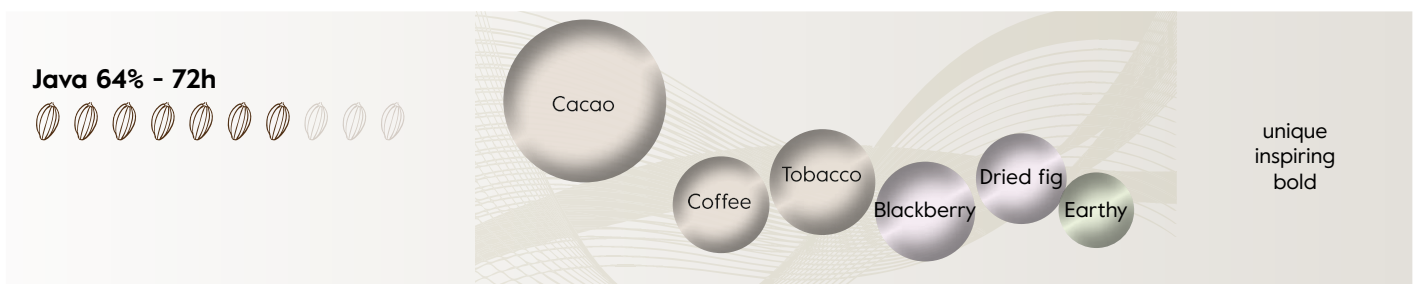 Java 64% - 72h
Cacao
Coffee
Tobacco
Blackberry
Dried fig
Earthy
unique
inspiring
bold